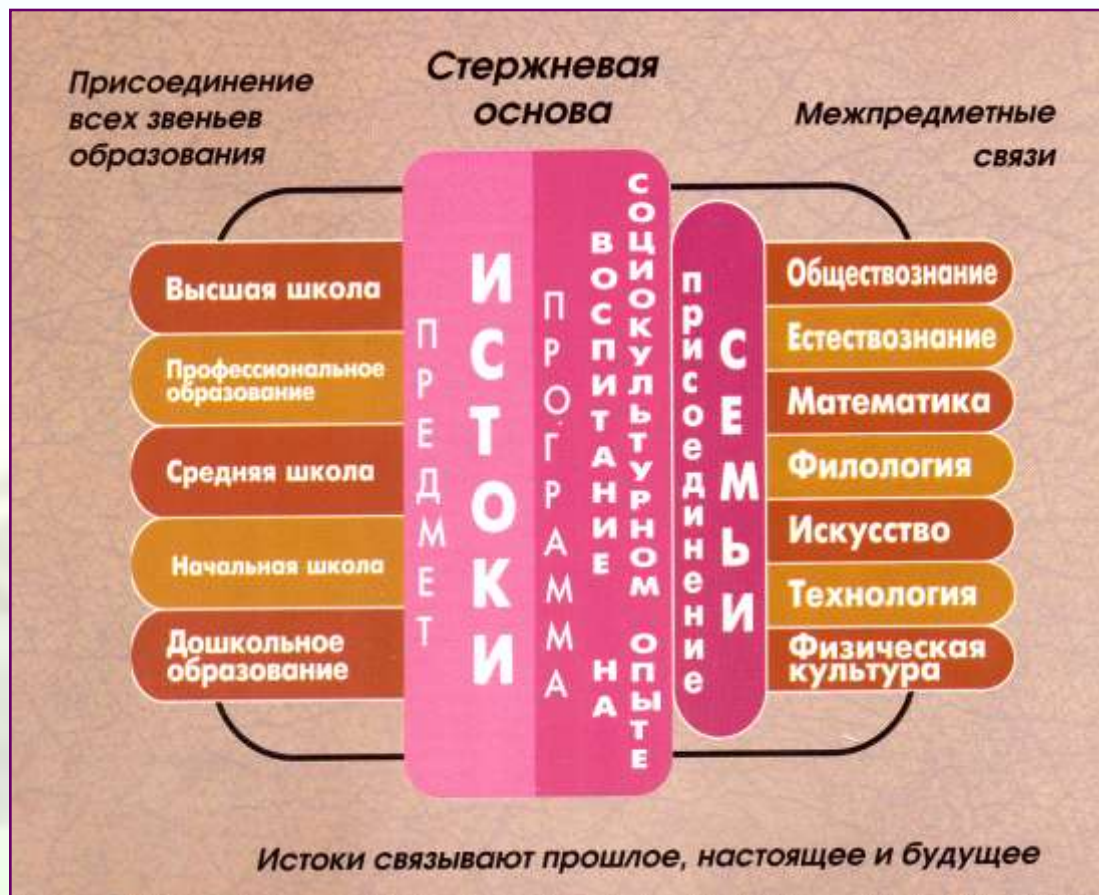 Присоединение
всех звеньев
образования
Стержневая
основа
Межпредметные
связи
Высшая школа
Профессиональное
образование
Средняя школа
Начальная школа
Дошкольное
образование
ПРЕДМЕТ
ИСТОКИ
ПРОГРАММА
ВОСПИТАНИЕ НА
СОЦИОКУЛЬТУРНОМ ОПЫТЕ
присоединение
СЕМЬИ
Обществознание
Естествознание
Математика
Филология
Искусство
Технология
Физическая
культура
Истоки связывают прошлое, настоящее и будущее